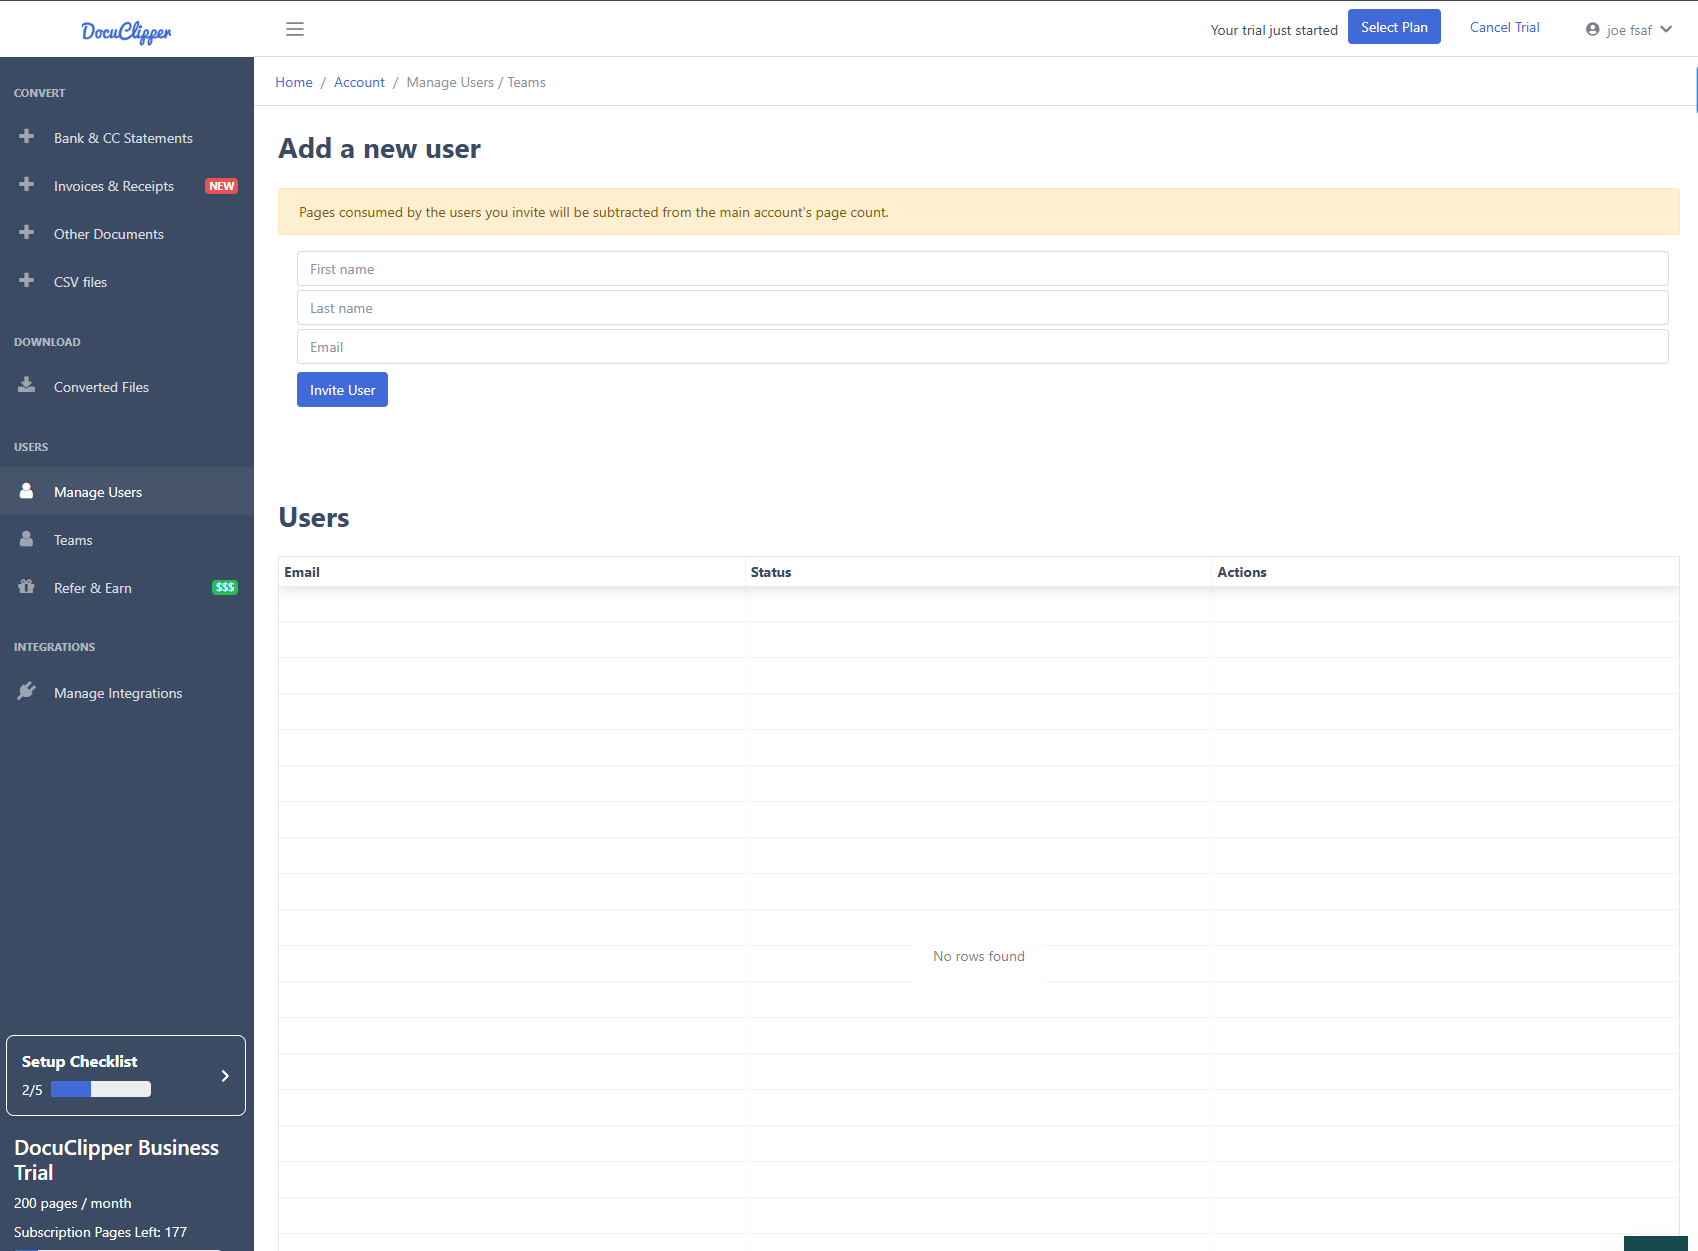 DocuClipper
Your trial just started
Select Plan
Cancel Trial
joe fsaf
CONVERT
Bank & CC Statements
Invoices & Receipts
NEW
Other Documents
CSV files
DOWNLOAD
Converted Files
USERS
Manage Users
Teams
Refer & Earn
$$$
INTEGRATIONS
Manage Integrations
Setup Checklist
2/5
DocuClipper Business
Trial
200 pages / month
Subscription Pages Left: 177
Home / Account / Manage Users / Teams
Add a new user
Pages consumed by the users you invite will be subtracted from the main account's page count.
First name
Last name
Email
Invite User
Users
Email Status Actions
No rows found